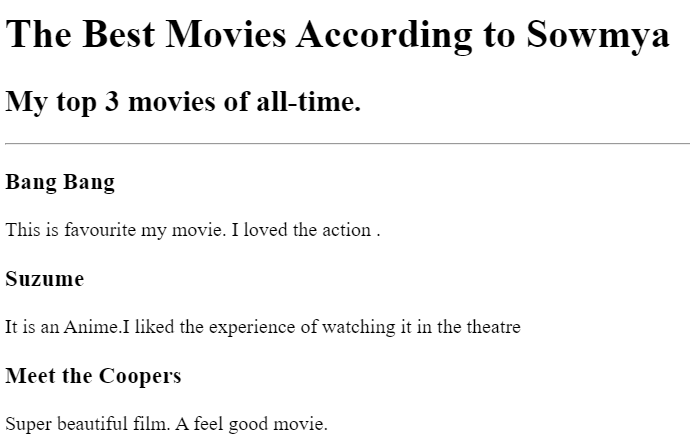 The Best Movies According to Sowmya
My top 3 movies of all-time.
Bang Bang
This is favourite my movie. I loved the action .
Suzume
It is an Anime.I liked the experience of watching it in the theatre
Meet the Coopers
Super beautiful film. A feel good movie.